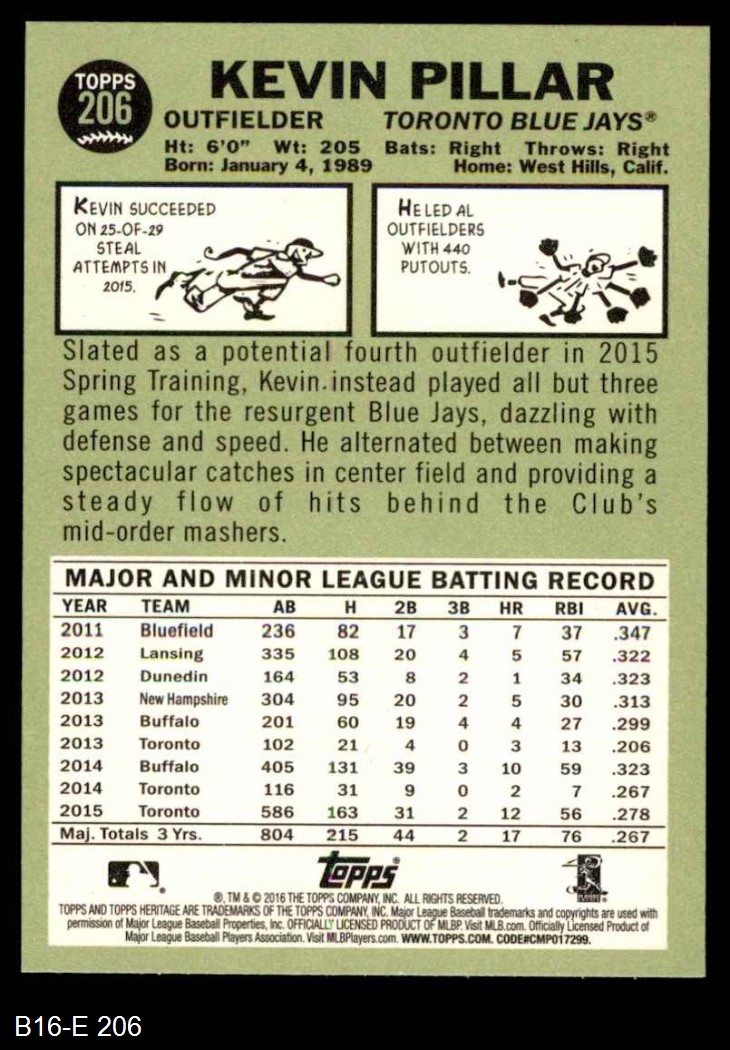 TOPPS
206
KEVIN PILLAR
OUTFIELDER TORONTO BLUE JAYS®
Ht: 6'0" Wt: 205 Bats: Right Throws: Right
Born: January 4, 1989 Home: West Hills, Calif.
KEVIN SUCCEEDED
ON 25-OF-29
STEAL
ATTEMPTS IN
2015.
HE LED AL
OUTFIELDERS
WITH 440
PUTOUTS.
Slated as a potential fourth outfielder in 2015
Spring Training, Kevin instead played all but three
games for the resurgent Blue Jays, dazzling with
defense and speed. He alternated between making
spectacular catches in center field and providing a
steady flow of hits behind the Club's
mid-order mashers.
MAJOR AND MINOR LEAGUE BATTING RECORD
YEAR TEAM AB H 2B 3B HR RBI AVG.
2011 Bluefield 236 82 17 3 7 37 .347
2012 Lansing 335 108 20 4 5 57 .322
2012 Dunedin 164 53 8 2 1 34 .323
2013 New Hampshire 304 95 20 2 5 30 .313
2013 Buffalo 201 60 19 4 4 27 .299
2013 Toronto 102 21 4 0 3 13 .206
2014 Buffalo 405 131 39 3 10 59 .323
2014 Toronto 116 31 9 0 2 7 .267
2015 Toronto 586 163 31 2 12 56 .278
Maj. Totals 3 Yrs. 804 215 44 2 17 76 .267
topps®
®, TM & © 2016 THE TOPPS COMPANY, INC. ALL RIGHTS RESERVED.
TOPPS AND TOPPS HERITAGE ARE TRADEMARKS OF THE TOPPS COMPANY, INC. Major League Baseball trademarks and copyrights are used with
permission of Major League Baseball Properties, Inc. OFFICIALLY LICENSED PRODUCT OF MLBP. Visit MLB.com. Officially Licensed Product of
Major League Baseball Players Association. Visit MLBPlayers.com. WWW.TOPPS.COM. CODE#CMP017299.
B16-E 206